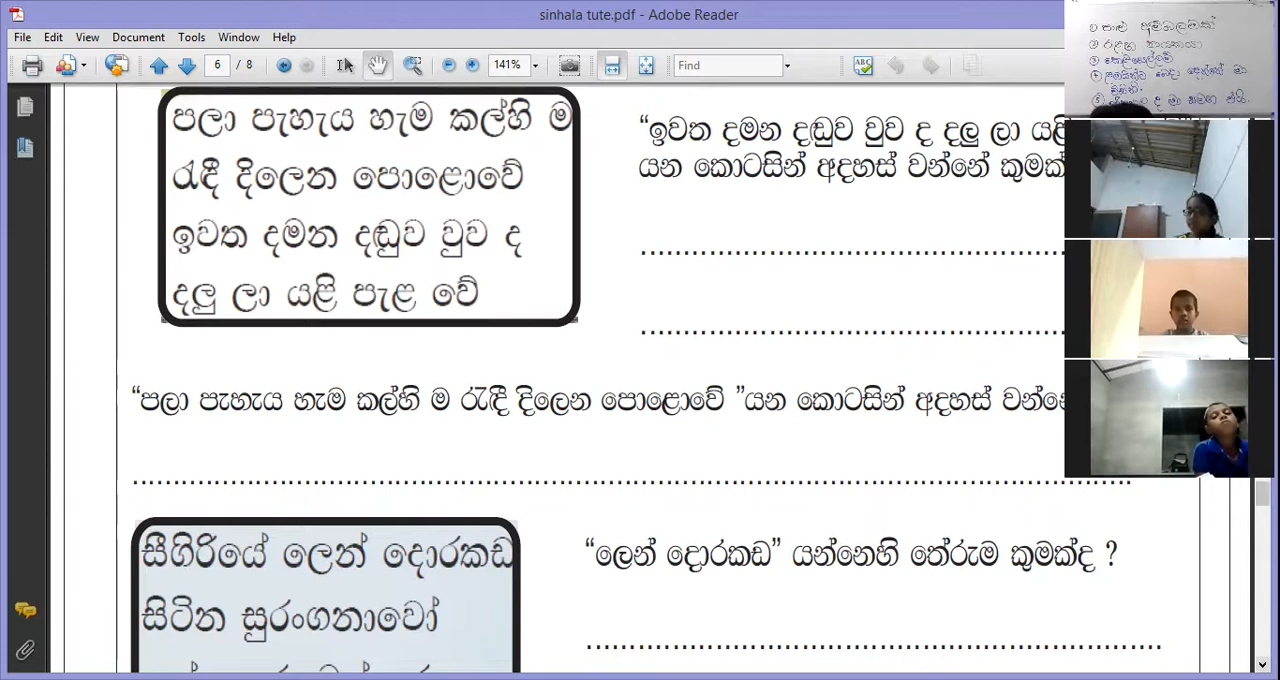 sinhala tute.pdf - Adobe Reader
File Edit View Document Tools Window Help
6 / 8 141% Find
පලා පැහැය හැම කල්හි ම
රැඳී දිලෙන පොළොවේ
ඉවත දමන දඬුව වුව ද
දලු ලා යළි පැළ වේ
“ඉවත දමන දඬුව වුව ද දලු ලා යළි
යන කොටසින් අදහස් වන්නේ කුමක්
“පලා පැහැය හැම කල්හි ම රැඳී දිලෙන පොළොවේ ”යන කොටසින් අදහස් වන්නේ
සීගිරියේ ලෙන් දොරකඩ
සිටින සුරංගනාවෝ
“ලෙන් දොරකඩ” යන්නෙහි තේරුම කුමක්ද ?